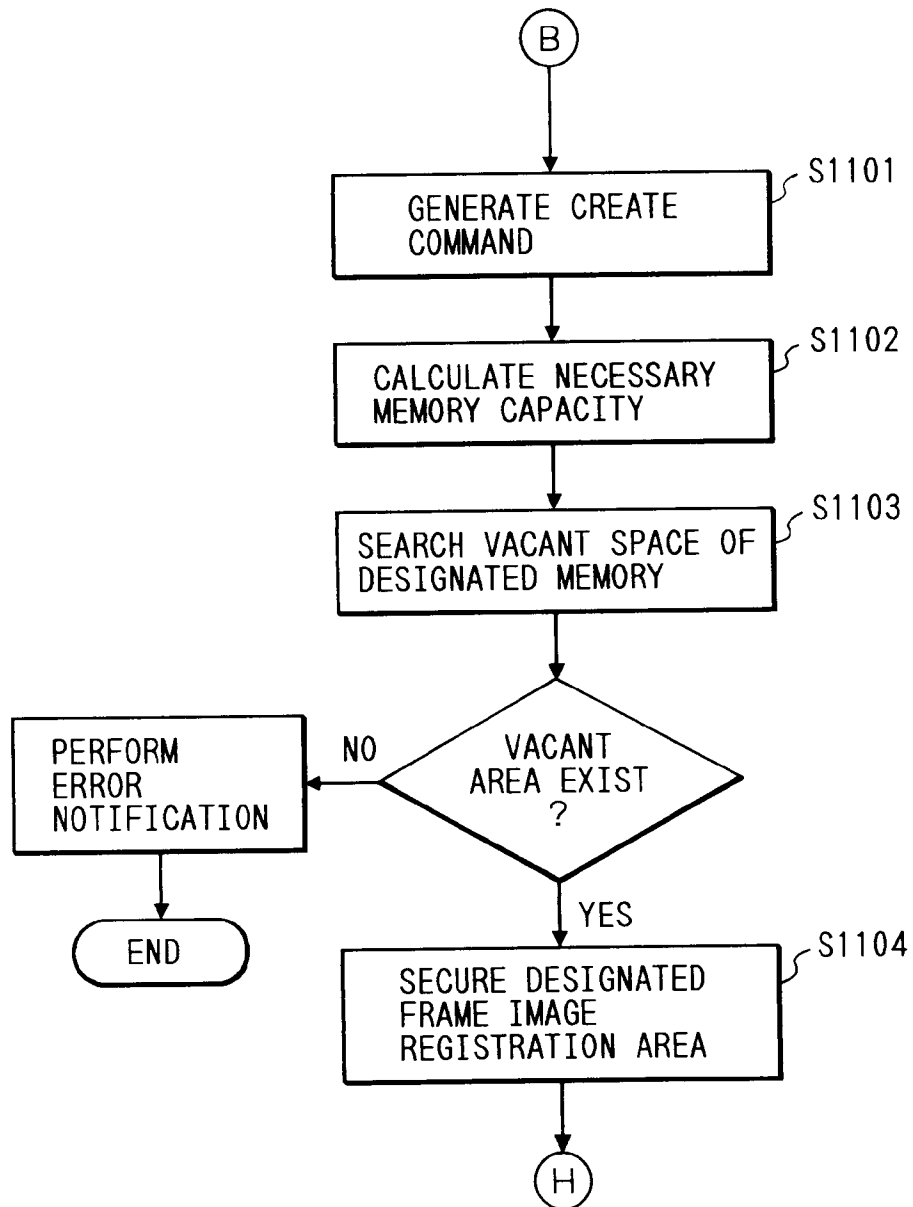 B
S1101
GENERATE CREATE
COMMAND
S1102
CALCULATE NECESSARY
MEMORY CAPACITY
S1103
SEARCH VACANT SPACE OF
DESIGNATED MEMORY
VACANT
AREA EXIST
?
NO
PERFORM
ERROR
NOTIFICATION
END
YES
S1104
SECURE DESIGNATED
FRAME IMAGE
REGISTRATION AREA
H